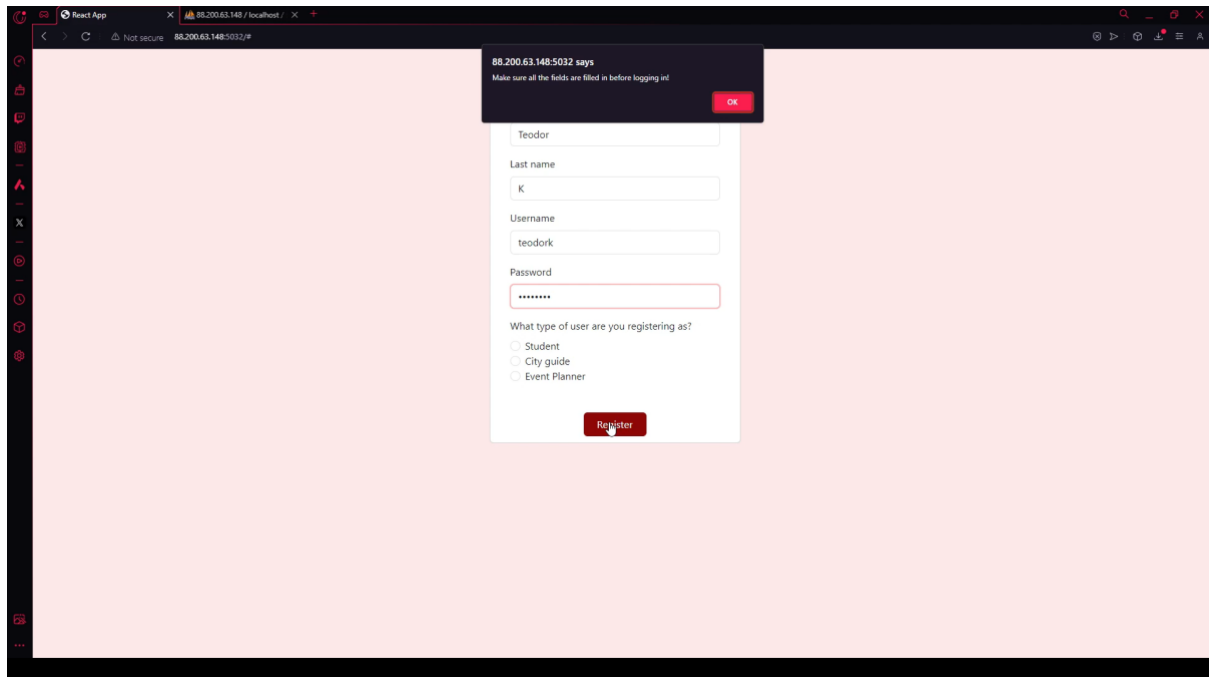 React App
88.200.63.148 / localhost /
Not secure
88.200.63.148:5032/#
88.200.63.148:5032 says
Make sure all the fields are filled in before logging in!
OK
Teodor
Last name
K
Username
teodork
Password
••••••••
What type of user are you registering as?
Student
City guide
Event Planner
Register